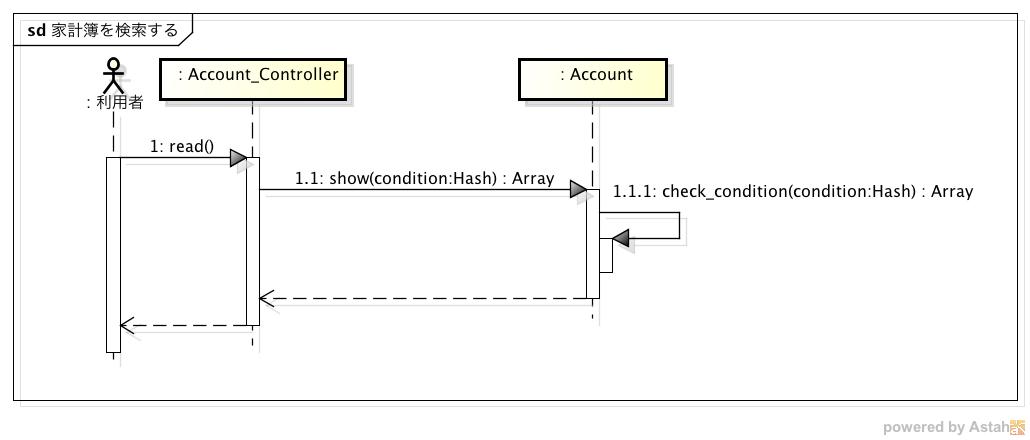 sd 家計簿を検索する
: Account_Controller
: Account
: 利用者
1: read()
1.1: show(condition:Hash) : Array
1.1.1: check_condition(condition:Hash) : Array
powered by Astah